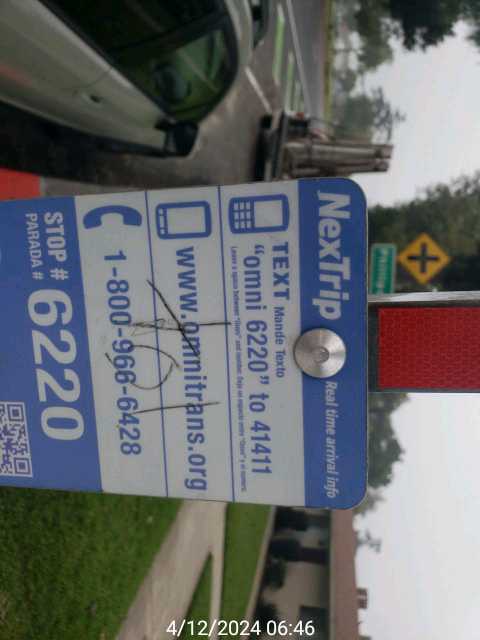 NexTrip
Real time arrival info
TEXT Mande Texto
"omni 6220" to 41411
www.omnitrans.org
1-800-966-6428
STOP #
PARADA #
6220
4/12/2024 06:46